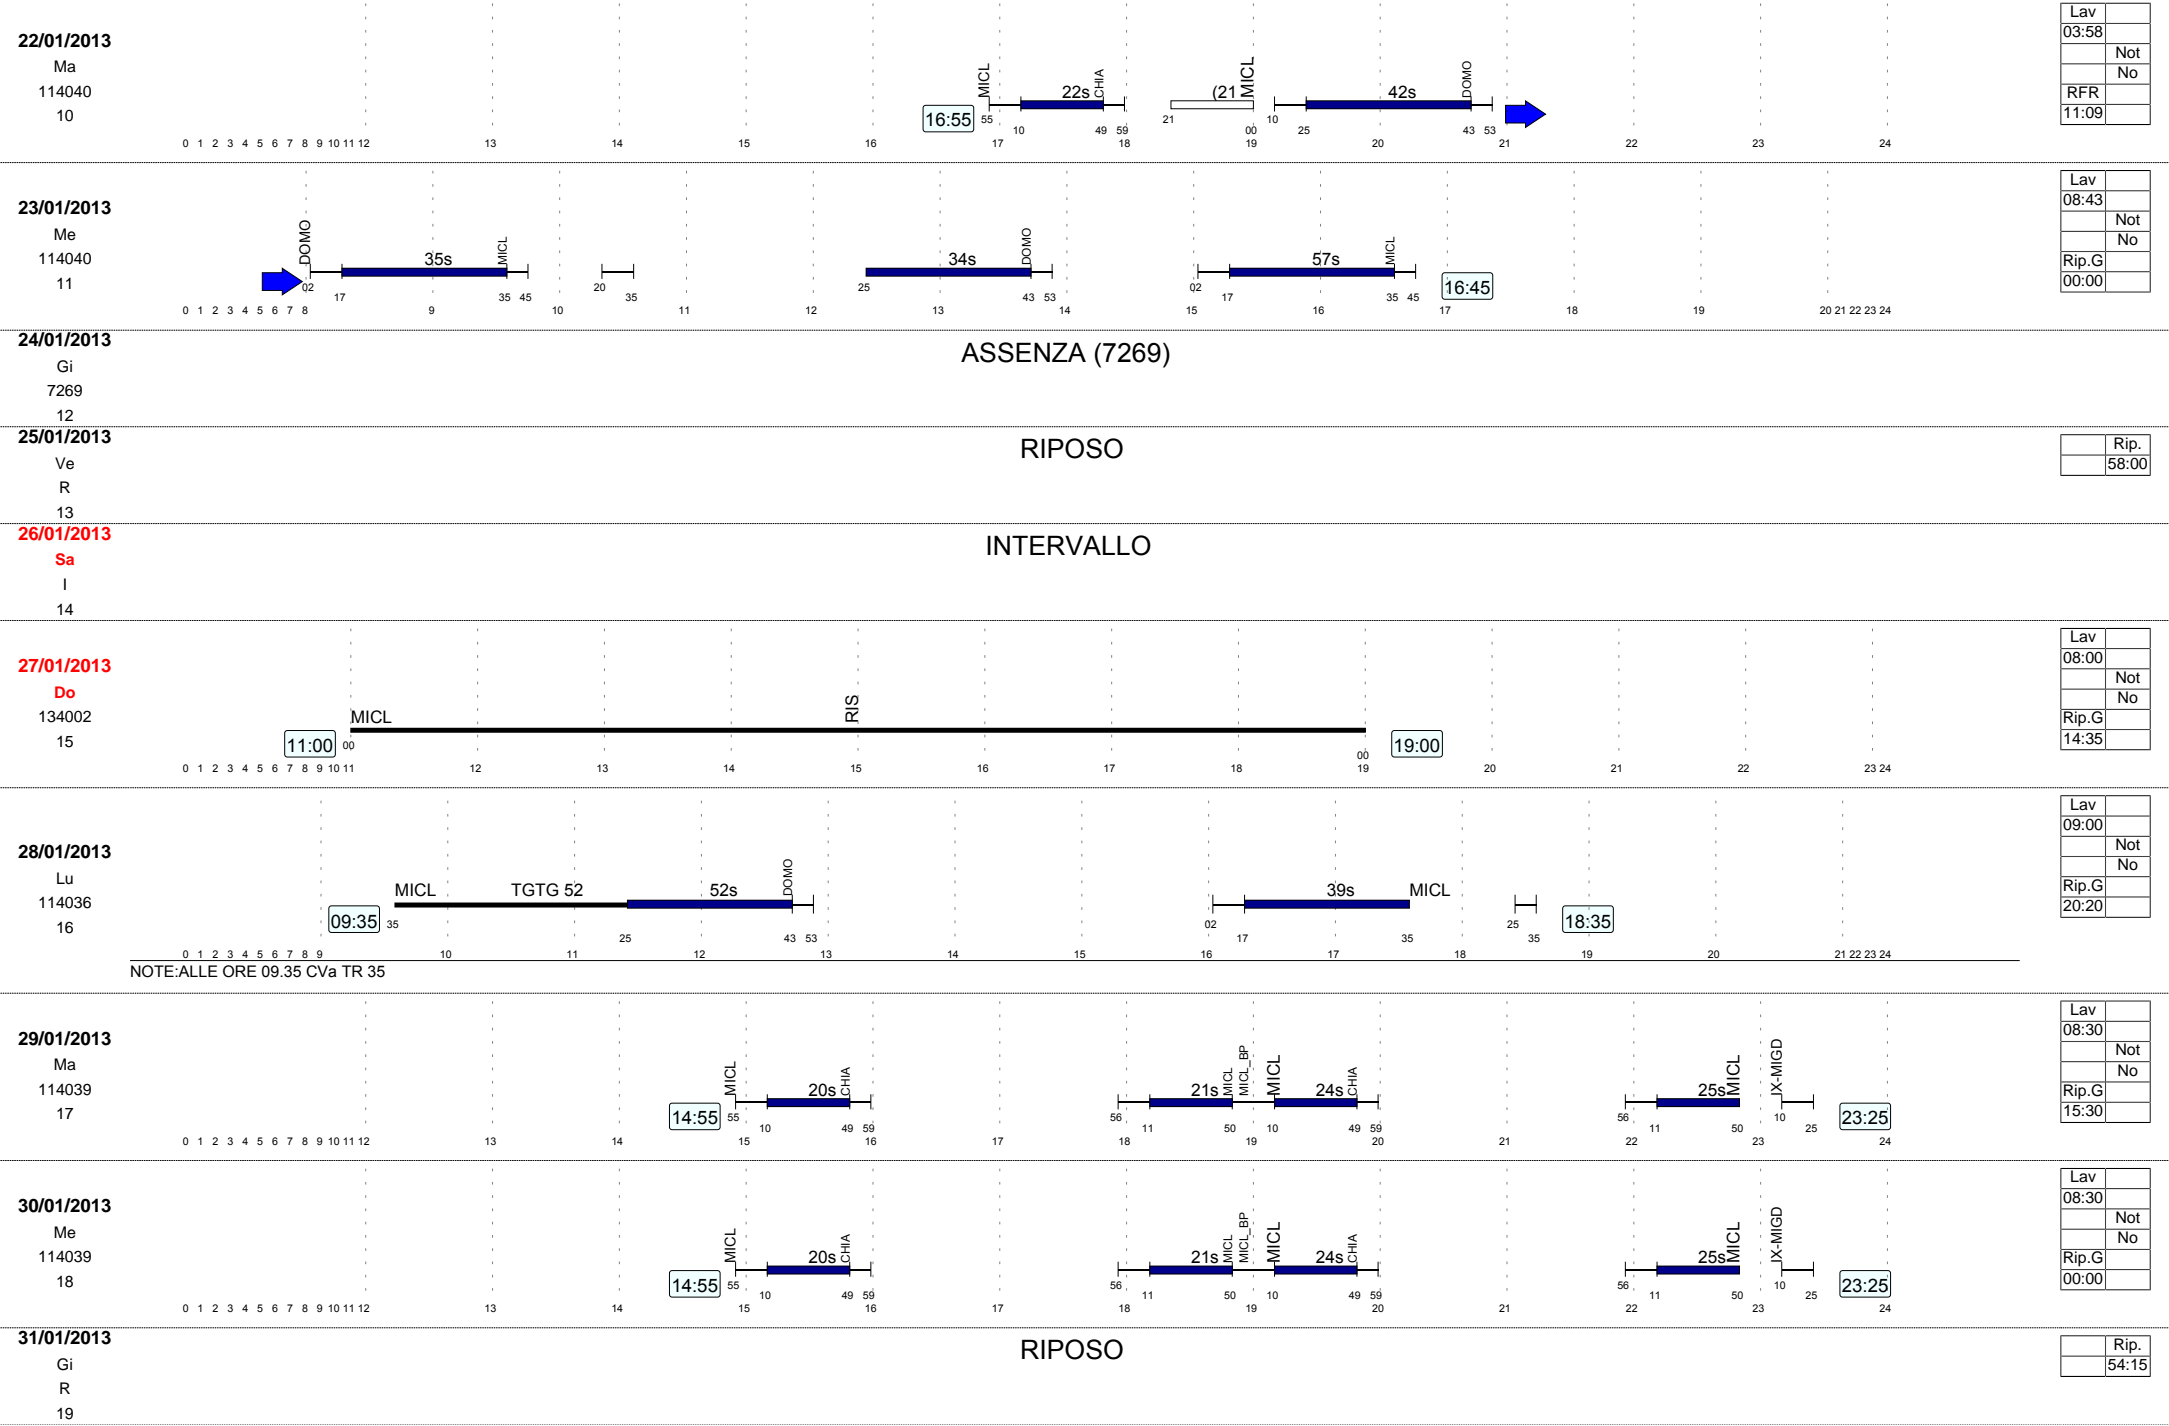 22/01/2013
Ma
114040
10
16:55
MICL 22s CHIA (21 MICL 42s DOMO
55 10 49 59 21 00 10 25 43 53
0 1 2 3 4 5 6 7 8 9 10 11 12 13 14 15 16 17 18 19 20 21 22 23 24
Lav
03:58
Not
No
RFR
11:09
23/01/2013
Me
114040
11
DOMO 35s MICL 34s DOMO 57s MICL
02 17 35 45 20 35 25 43 53 02 17 35 45
16:45
0 1 2 3 4 5 6 7 8 9 10 11 12 13 14 15 16 17 18 19 20 21 22 23 24
Lav
08:43
Not
No
Rip.G
00:00
24/01/2013
Gi
7269
12
ASSENZA (7269)
25/01/2013
Ve
R
13
RIPOSO
Rip.
58:00
26/01/2013
Sa
I
14
INTERVALLO
27/01/2013
Do
134002
15
MICL RIS
11:00 00 00 19:00
0 1 2 3 4 5 6 7 8 9 10 11 12 13 14 15 16 17 18 19 20 21 22 23 24
Lav
08:00
Not
No
Rip.G
14:35
28/01/2013
Lu
114036
16
MICL TGTG 52 52s DOMO 39s MICL
09:35 35 25 43 53 02 17 35 25 35 18:35
0 1 2 3 4 5 6 7 8 9 10 11 12 13 14 15 16 17 18 19 20 21 22 23 24
NOTE:ALLE ORE 09.35 CVa TR 35
Lav
09:00
Not
No
Rip.G
20:20
29/01/2013
Ma
114039
17
MICL 20s CHIA 21s MICL MICL_BP MICL 24s CHIA 25s MICL IX-MIGD
14:55 55 10 49 59 56 11 50 10 49 59 56 11 50 10 25 23:25
0 1 2 3 4 5 6 7 8 9 10 11 12 13 14 15 16 17 18 19 20 21 22 23 24
Lav
08:30
Not
No
Rip.G
15:30
30/01/2013
Me
114039
18
MICL 20s CHIA 21s MICL MICL_BP MICL 24s CHIA 25s MICL IX-MIGD
14:55 55 10 49 59 56 11 50 10 49 59 56 11 50 10 25 23:25
0 1 2 3 4 5 6 7 8 9 10 11 12 13 14 15 16 17 18 19 20 21 22 23 24
Lav
08:30
Not
No
Rip.G
00:00
31/01/2013
Gi
R
19
RIPOSO
Rip.
54:15